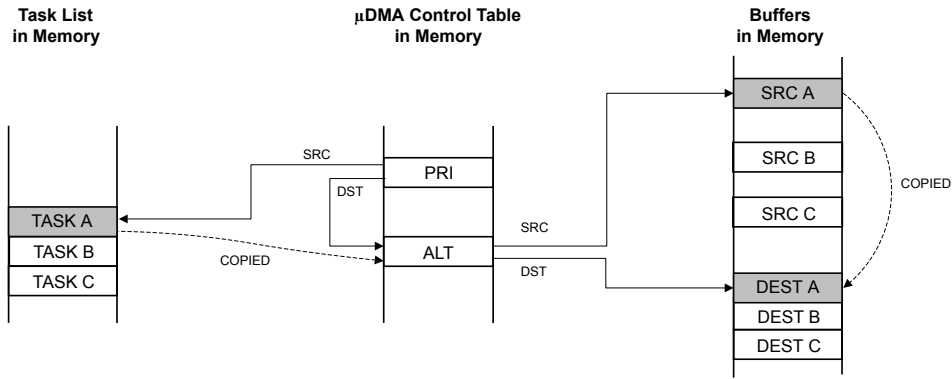 Task List
in Memory
µDMA Control Table
in Memory
Buffers
in Memory
SRC A
SRC
PRI
SRC B
DST
COPIED
TASK A
SRC C
SRC
TASK B
ALT
COPIED
DST
TASK C
DEST A
DEST B
DEST C